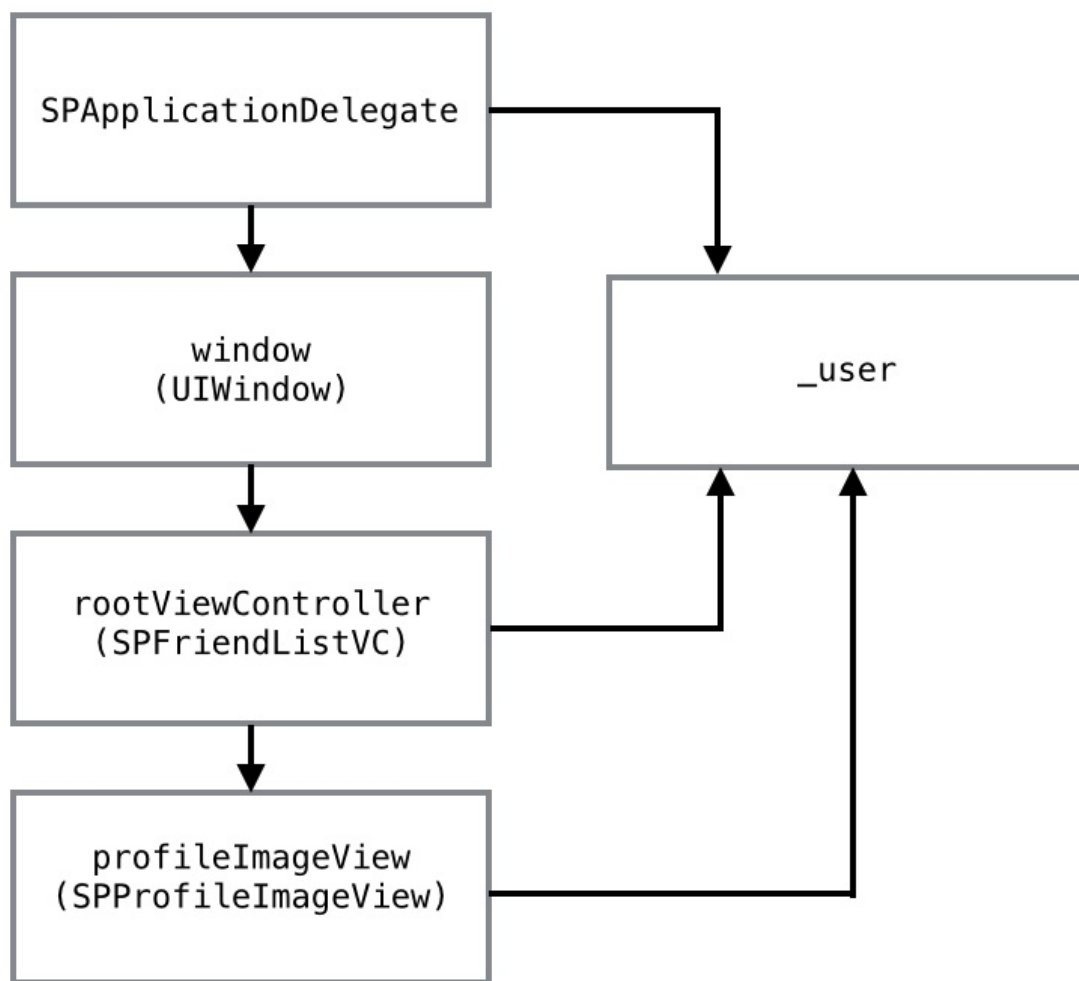 SPApplicationDelegate
window
(UIWindow)
_user
rootViewController
(SPFriendListVC)
profileImageView
(SPProfileImageView)